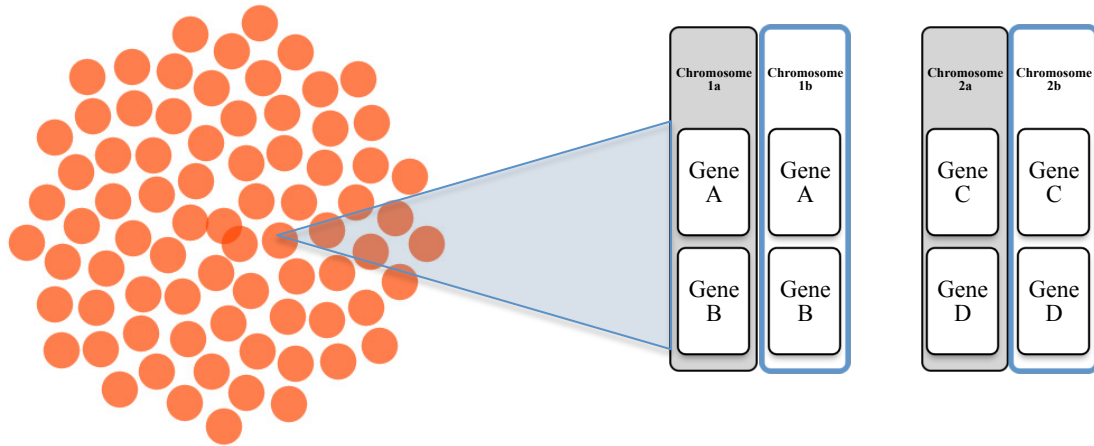 Chromosome
1a
Chromosome
1b
Chromosome
2a
Chromosome
2b
Gene
A
Gene
A
Gene
C
Gene
C
Gene
B
Gene
B
Gene
D
Gene
D